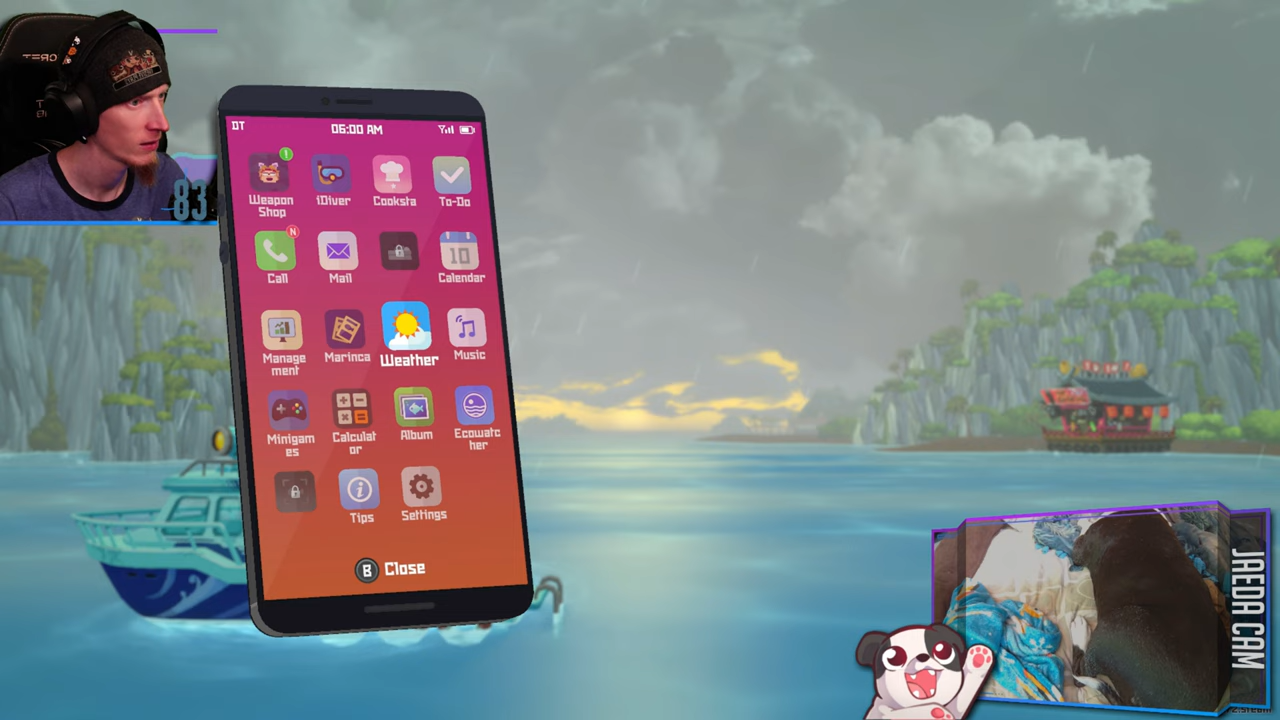 DT
06:00 AM
Weapon
Shop
iDiver
Cooksta
To-Do
83
N
Call
Mail
10
Calendar
Manage
ment
Marinca
Weather
Music
Minigam
es
Calculat
or
Album
Ecowatc
her
Tips
Settings
B Close
JAEDA CAM